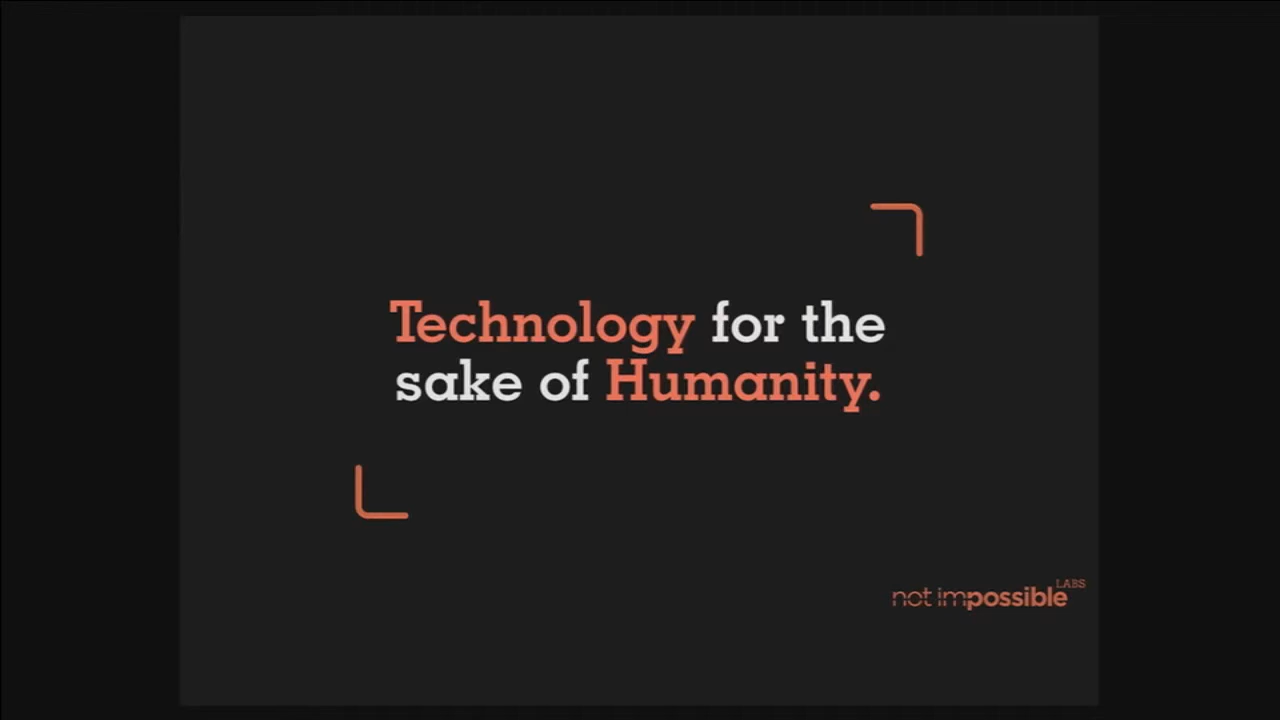 Technology for the
sake of Humanity.
not impossible LABS